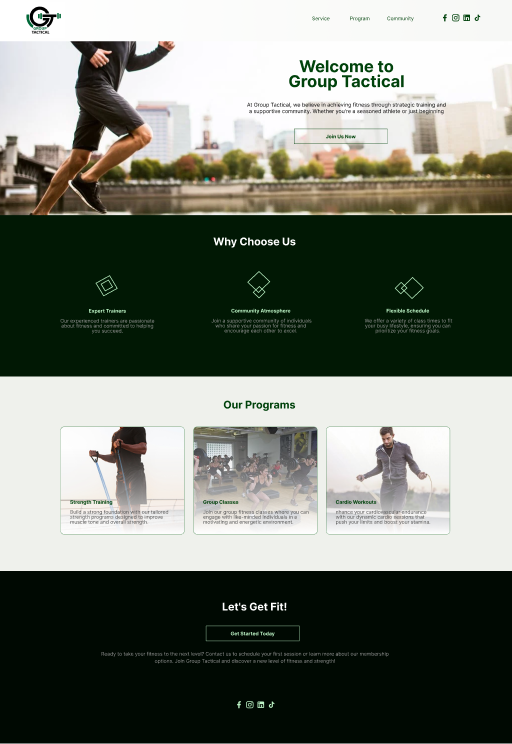 GT
GROUP
TACTICAL
Service
Program
Community
Welcome to
Group Tactical
At Group Tactical, we believe in achieving fitness through strategic training and
a supportive community. Whether you're a seasoned athlete or just beginning
Join Us Now
Why Choose Us
Expert Trainers
Our experienced trainers are passionate
about fitness and committed to helping
you succeed.
Community Atmosphere
Join a supportive community of individuals
who share your passion for fitness and
encourage each other to excel.
Flexible Schedule
We offer a variety of class times to fit
your busy lifestyle, ensuring you can
prioritize your fitness goals.
Our Programs
Strength Training
Build a strong foundation with our tailored
strength programs designed to improve
muscle tone and overall strength.
Group Classes
Join our group fitness classes where you can
engage with like-minded individuals in a
motivating and energetic environment.
Cardio Workouts
nhance your cardiovascular endurance
with our dynamic cardio sessions that
push your limits and boost your stamina.
Let's Get Fit!
Get Started Today
Ready to take your fitness to the next level? Contact us to schedule your first session or learn more about our membership
options. Join Group Tactical and discover a new level of fitness and strength!